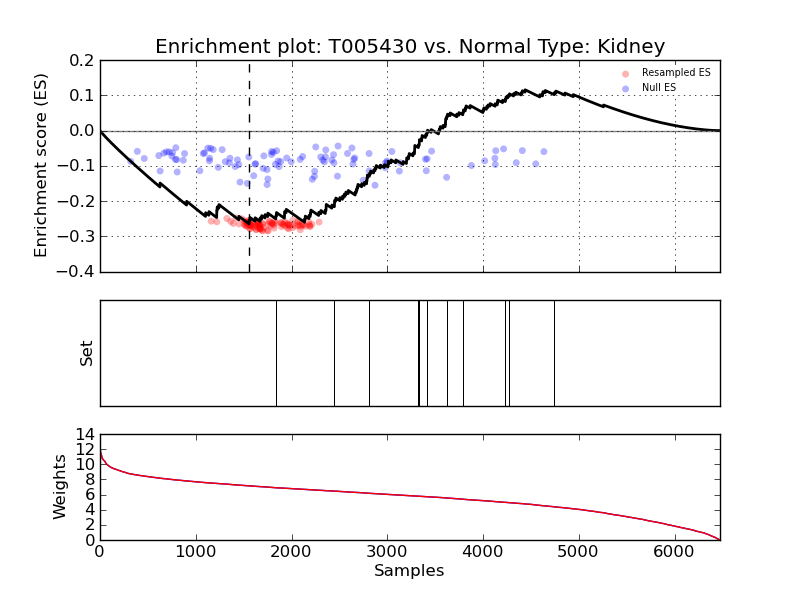 Enrichment plot: T005430 vs. Normal Type: Kidney
Enrichment score (ES)
0.2
0.1
0.0
−0.1
−0.2
−0.3
−0.4
Resampled ES
Null ES
Set
Weights
14
12
10
8
6
4
2
0
0 1000 2000 3000 4000 5000 6000
Samples